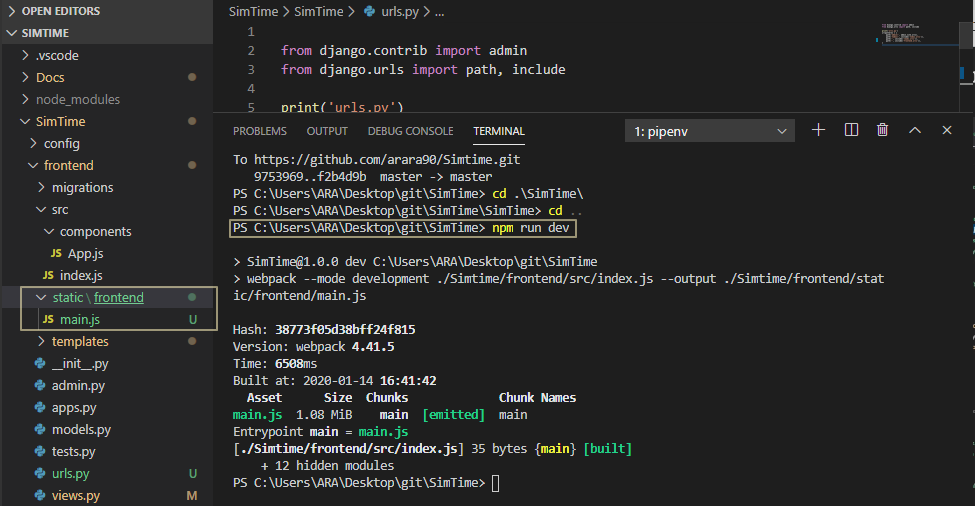 OPEN EDITORS
SIMTIME
.vscode
Docs
node_modules
SimTime
config
frontend
migrations
src
components
JS App.js
JS index.js
static \ frontend
JS main.js U
templates
__init__.py
admin.py
apps.py
models.py
tests.py
urls.py U
views.py M
SimTime > SimTime > urls.py > ...
1
2 from django.contrib import admin
3 from django.urls import path, include
4
5 print('urls.py')
PROBLEMS OUTPUT DEBUG CONSOLE TERMINAL 1: pipenv
To https://github.com/arara90/Simtime.git
9753969..f2b4d9b master -> master
PS C:\Users\ARA\Desktop\git\SimTime> cd .\SimTime\
PS C:\Users\ARA\Desktop\git\SimTime\SimTime> cd ..
PS C:\Users\ARA\Desktop\git\SimTime> npm run dev
> SimTime@1.0.0 dev C:\Users\ARA\Desktop\git\SimTime
> webpack --mode development ./Simtime/frontend/src/index.js --output ./Simtime/frontend/stat
ic/frontend/main.js
Hash: 38773f05d38bff24f815
Version: webpack 4.41.5
Time: 6508ms
Built at: 2020-01-14 16:41:42
Asset Size Chunks Chunk Names
main.js 1.08 MiB main [emitted] main
Entrypoint main = main.js
[./Simtime/frontend/src/index.js] 35 bytes {main} [built]
+ 12 hidden modules
PS C:\Users\ARA\Desktop\git\SimTime>